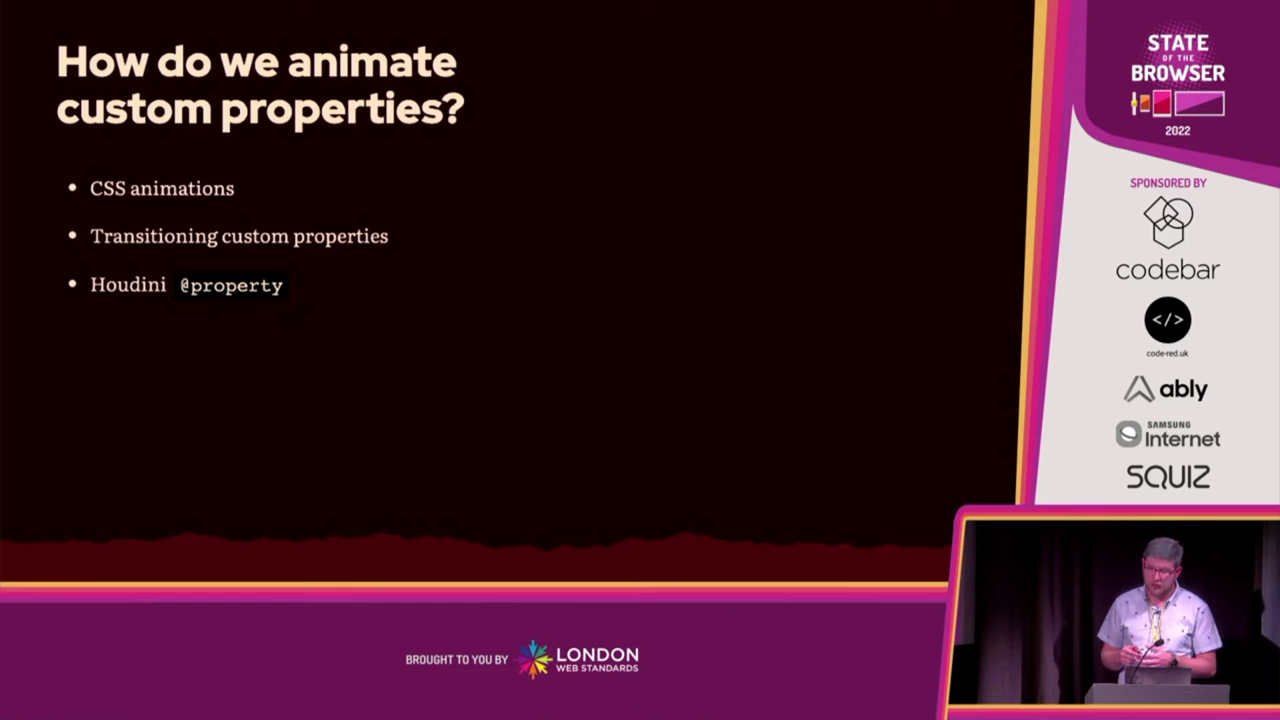 How do we animate
custom properties?
CSS animations
Transitioning custom properties
Houdini @property
STATE
OF THE
BROWSER
2022
SPONSORED BY
codebar
</>
code-red.uk
ably
SAMSUNG
Internet
SQUIZ
BROUGHT TO YOU BY
LONDON
WEB STANDARDS